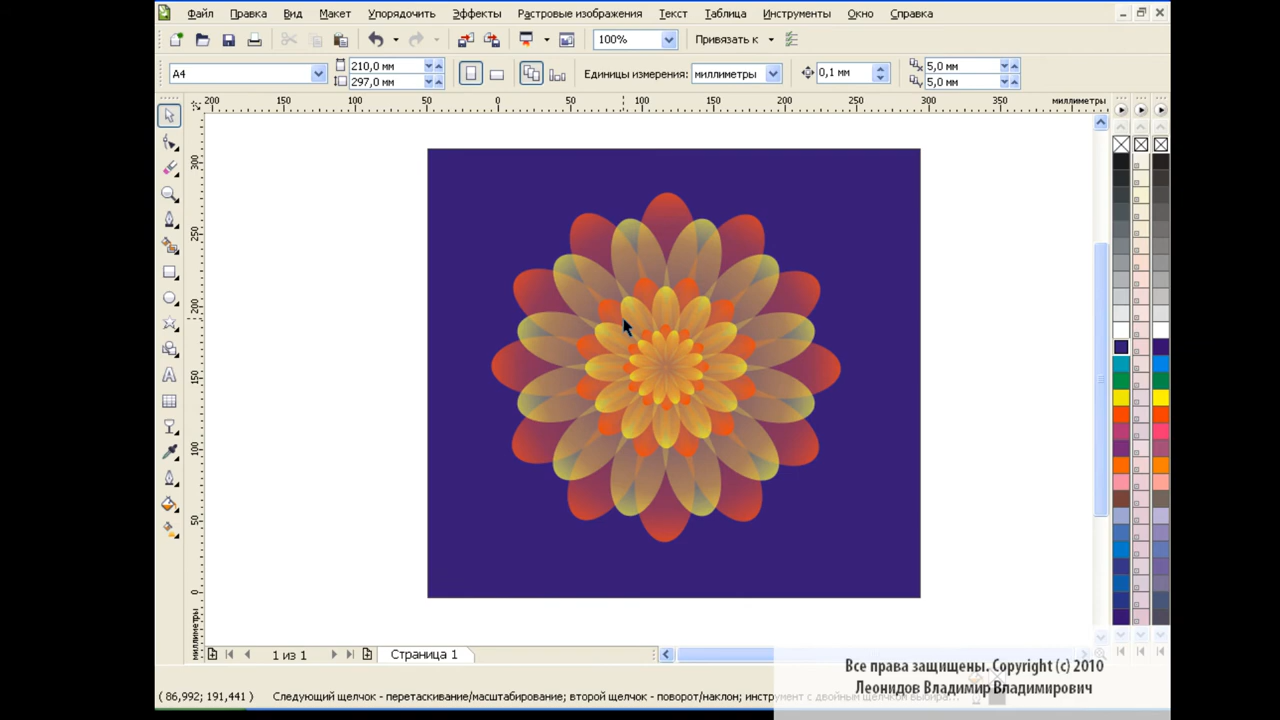 Файл Правка Вид Макет Упорядочить Эффекты Растровые изображения Текст Таблица Инструменты Окно Справка
100% Привязать к
A4 210,0 мм 297,0 мм Единицы измерения: миллиметры 0,1 мм 5,0 мм 5,0 мм
200 150 100 50 0 50 100 150 200 250 300 350 миллиметры
300
250
200
150
100
50
0
миллиметры
1 из 1 Страница 1
Все права защищены. Copyright (c) 2010
Леонидов Владимир Владимирович
( 86,992; 191,441 ) Следующий щелчок - перетаскивание/масштабирование; второй щелчок - поворот/наклон; инструмент с двойным щелчком выбира...